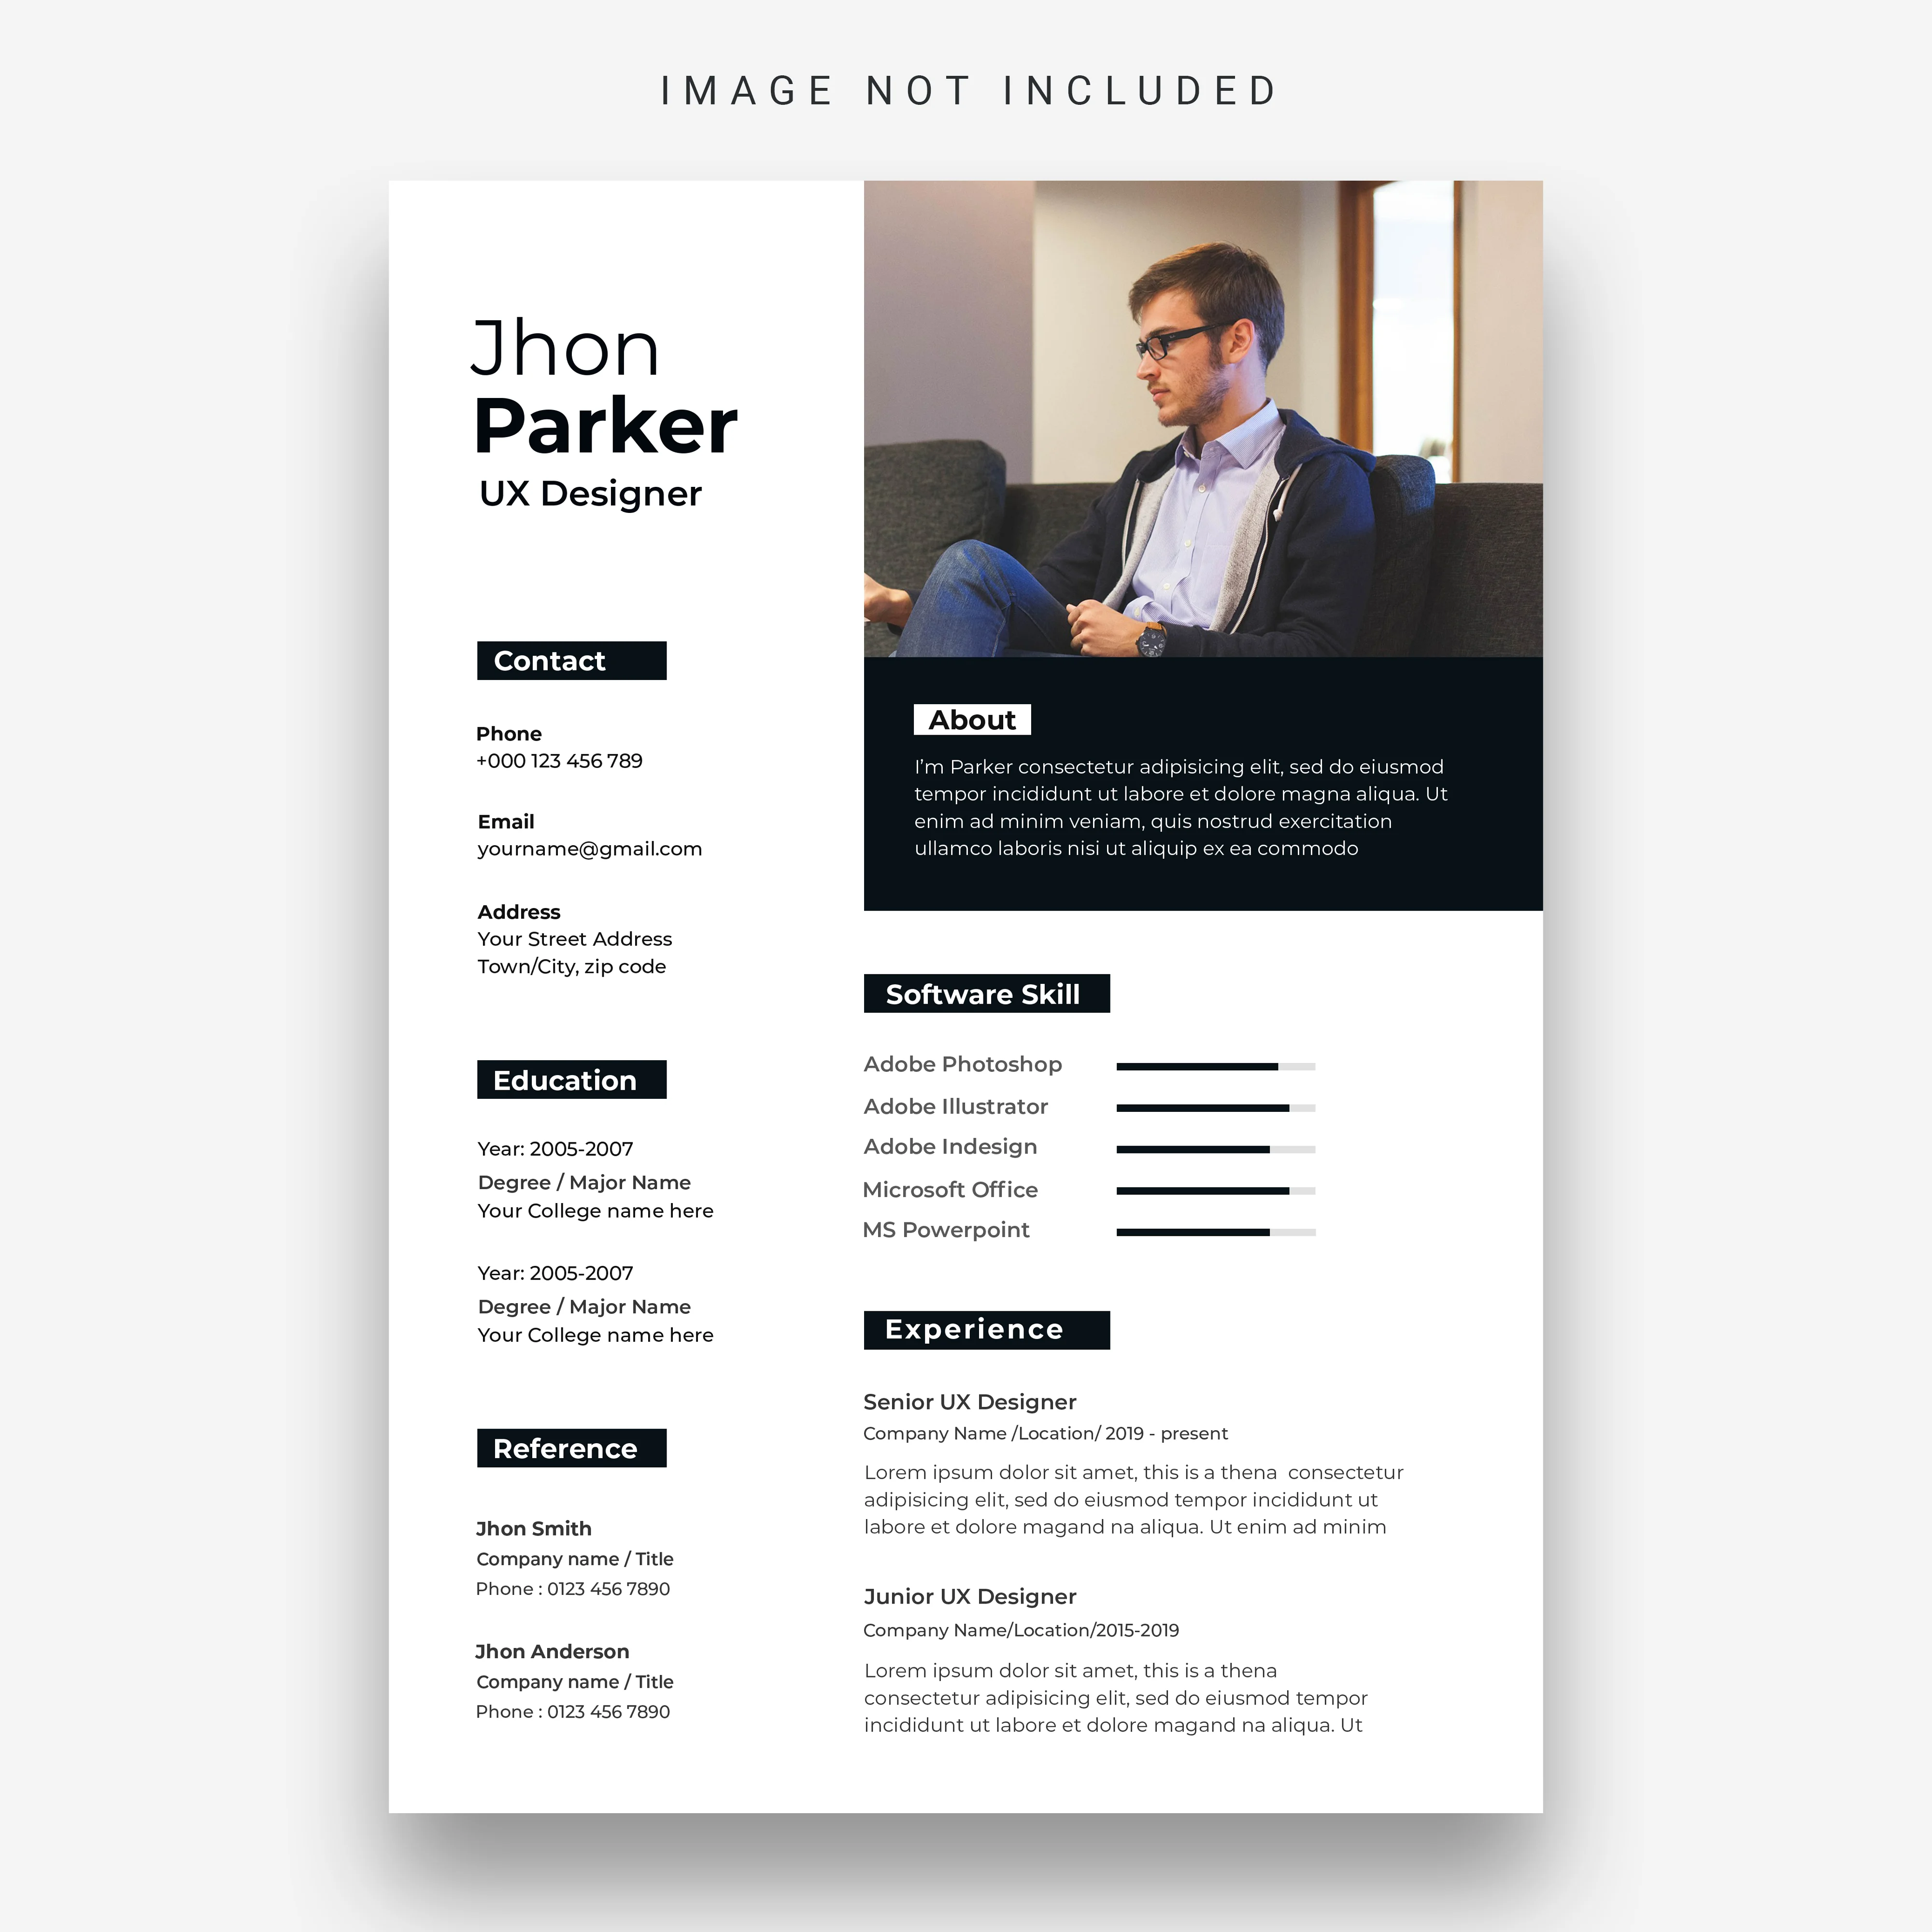 IMAGE NOT INCLUDED
Jhon
Parker
UX Designer
Contact
Phone
+000 123 456 789
Email
yourname@gmail.com
Address
Your Street Address
Town/City, zip code
Education
Year: 2005-2007
Degree / Major Name
Your College name here
Year: 2005-2007
Degree / Major Name
Your College name here
Reference
Jhon Smith
Company name / Title
Phone : 0123 456 7890
Jhon Anderson
Company name / Title
Phone : 0123 456 7890
About
I’m Parker consectetur adipisicing elit, sed do eiusmod
tempor incididunt ut labore et dolore magna aliqua. Ut
enim ad minim veniam, quis nostrud exercitation
ullamco laboris nisi ut aliquip ex ea commodo
Software Skill
Adobe Photoshop
Adobe Illustrator
Adobe Indesign
Microsoft Office
MS Powerpoint
Experience
Senior UX Designer
Company Name /Location/ 2019 - present
Lorem ipsum dolor sit amet, this is a thena  consectetur
adipisicing elit, sed do eiusmod tempor incididunt ut
labore et dolore magand na aliqua. Ut enim ad minim
Junior UX Designer
Company Name/Location/2015-2019
Lorem ipsum dolor sit amet, this is a thena
consectetur adipisicing elit, sed do eiusmod tempor
incididunt ut labore et dolore magand na aliqua. Ut